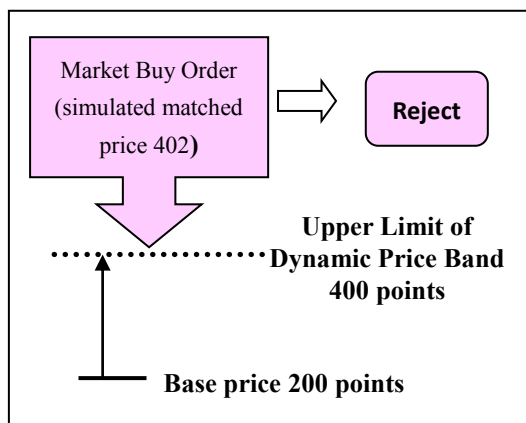 Market Buy Order
(simulated matched
price 402)
Reject
Upper Limit of
Dynamic Price Band
400 points
Base price 200 points